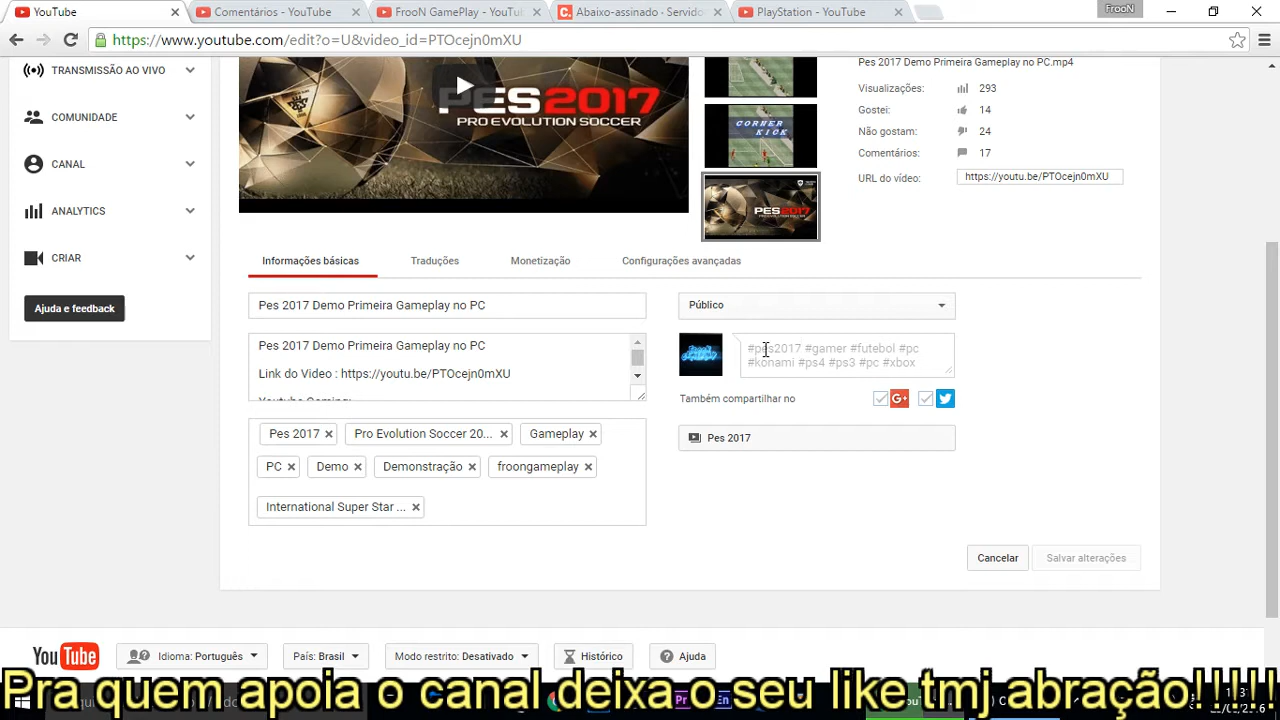 YouTube
Comentários - YouTube
FrooN GamePlay - YouTu
Abaixo-assinado · Servido
PlayStation - YouTube
FrooN
https://www.youtube.com/edit?o=U&video_id=PTOcejn0mXU
TRANSMISSÃO AO VIVO
COMUNIDADE
CANAL
ANALYTICS
CRIAR
Ajuda e feedback
PES2017
PRO EVOLUTION SOCCER
CORNER
KICK
PES2017
Pes 2017 Demo Primeira Gameplay no PC.mp4
Visualizações: 293
Gostei: 14
Não gostam: 24
Comentários: 17
URL do vídeo: https://youtu.be/PTOcejn0mXU
Informações básicas
Traduções
Monetização
Configurações avançadas
Pes 2017 Demo Primeira Gameplay no PC
Pes 2017 Demo Primeira Gameplay no PC
Link do Video : https://youtu.be/PTOcejn0mXU
Youtube Gaming:
Pes 2017 × Pro Evolution Soccer 20... × Gameplay ×
PC × Demo × Demonstração × froongameplay ×
International Super Star ... ×
Público
#pes2017 #gamer #futebol #pc
#konami #ps4 #ps3 #pc #xbox
Também compartilhar no
Pes 2017
Cancelar
Salvar alterações
YouTube
Idioma: Português
País: Brasil
Modo restrito: Desativado
Histórico
Ajuda
Pra quem apoia o canal deixa o seu like tmj abração!!!!!